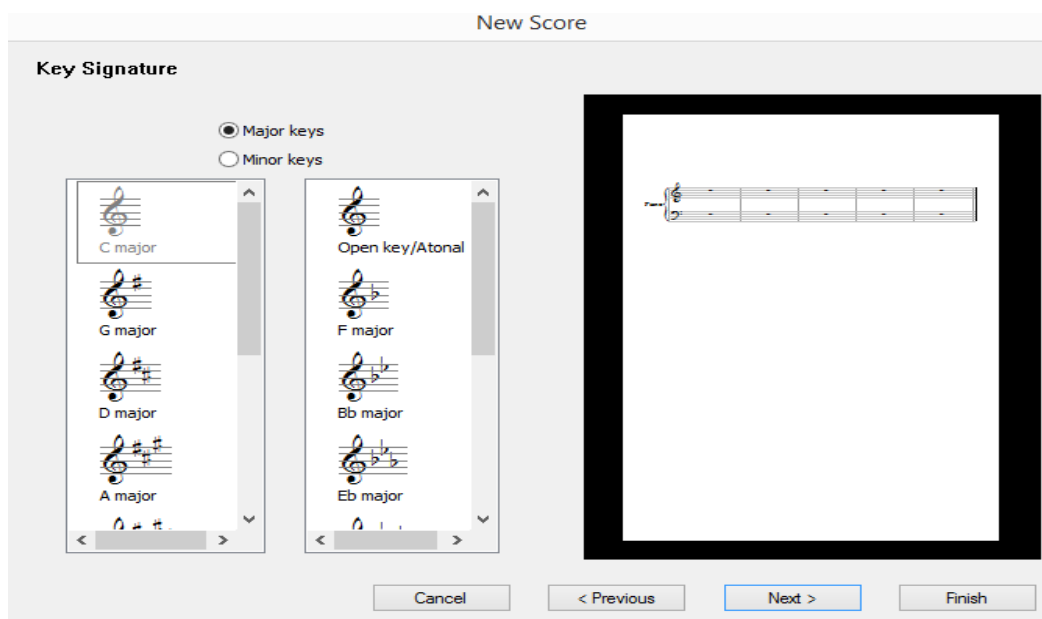 New Score
Key Signature
Major keys
Minor keys
C major
G major
D major
A major
Open key/Atonal
F major
Bb major
Eb major
Cancel
< Previous
Next >
Finish